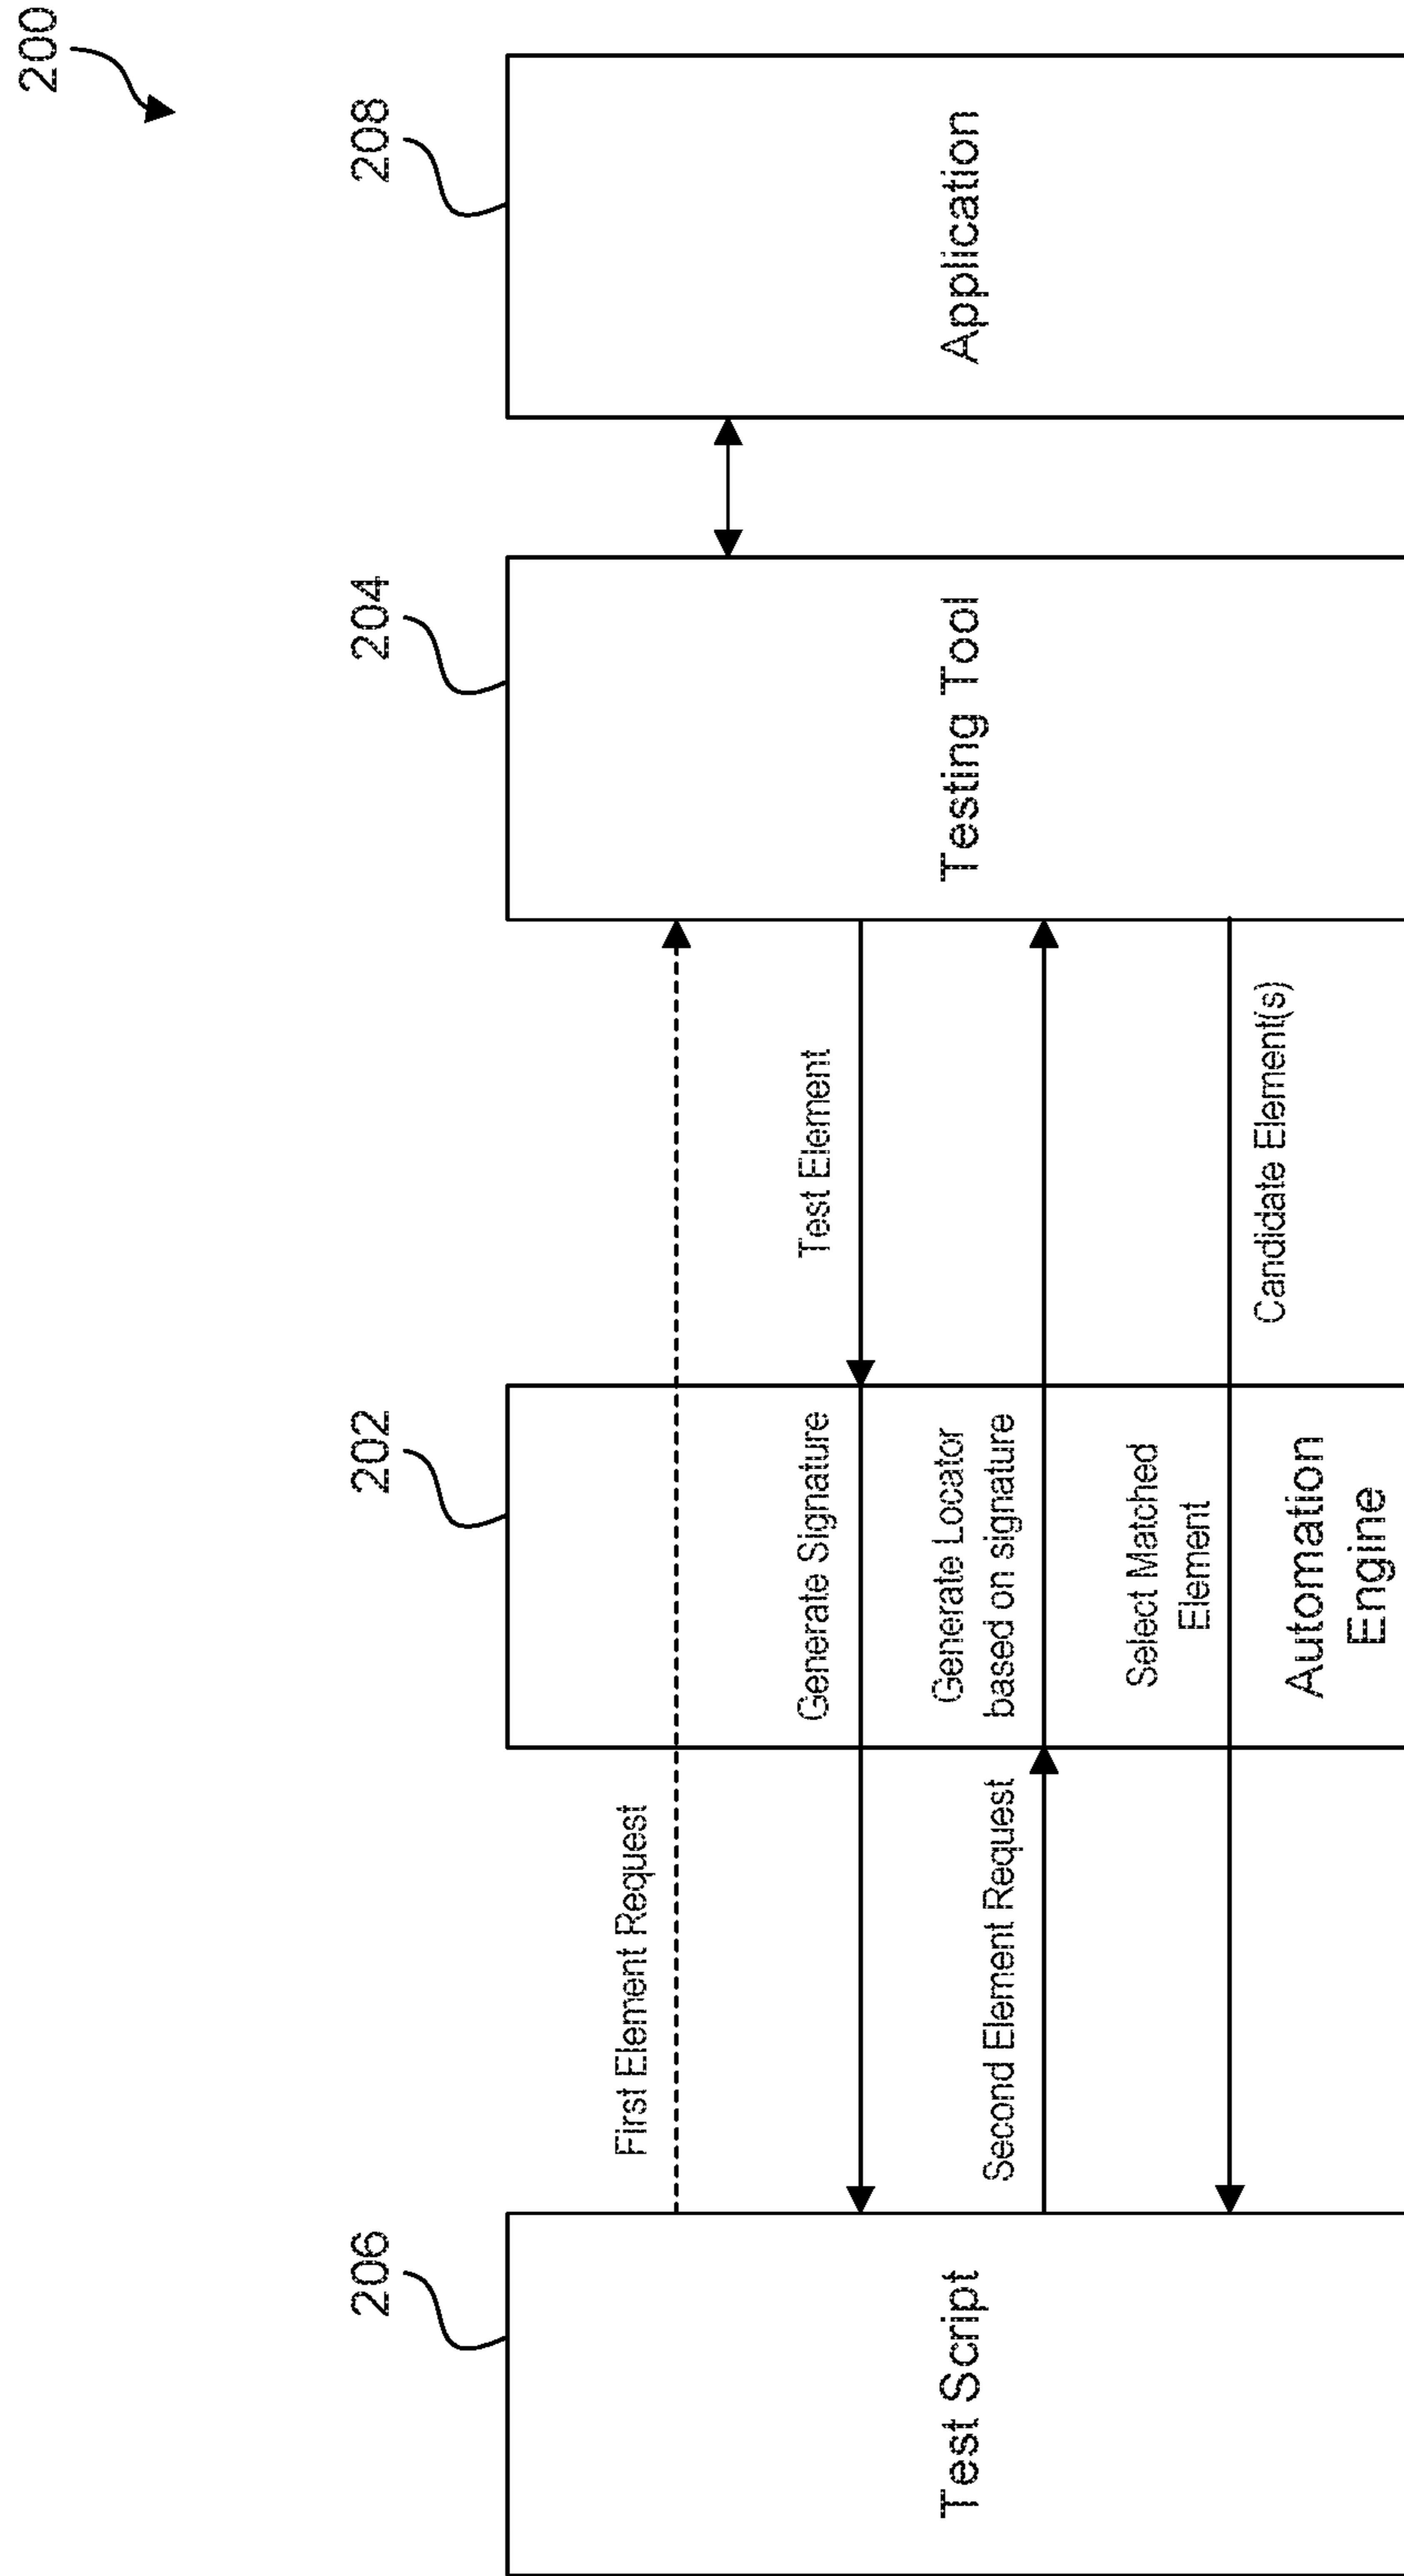 200
206
202
204
208
First Element Request
Test Element
Generate Signature
Second Element Request
Generate Locator
based on signature
Select Matched
Element
Candidate Element(s)
Test Script
Automation
Engine
Testing Tool
Application